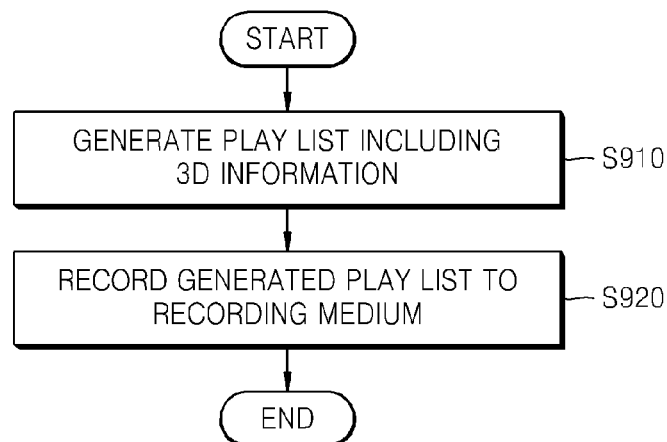 START
GENERATE PLAY LIST INCLUDING
3D INFORMATION
S910
RECORD GENERATED PLAY LIST TO
RECORDING MEDIUM
S920
END